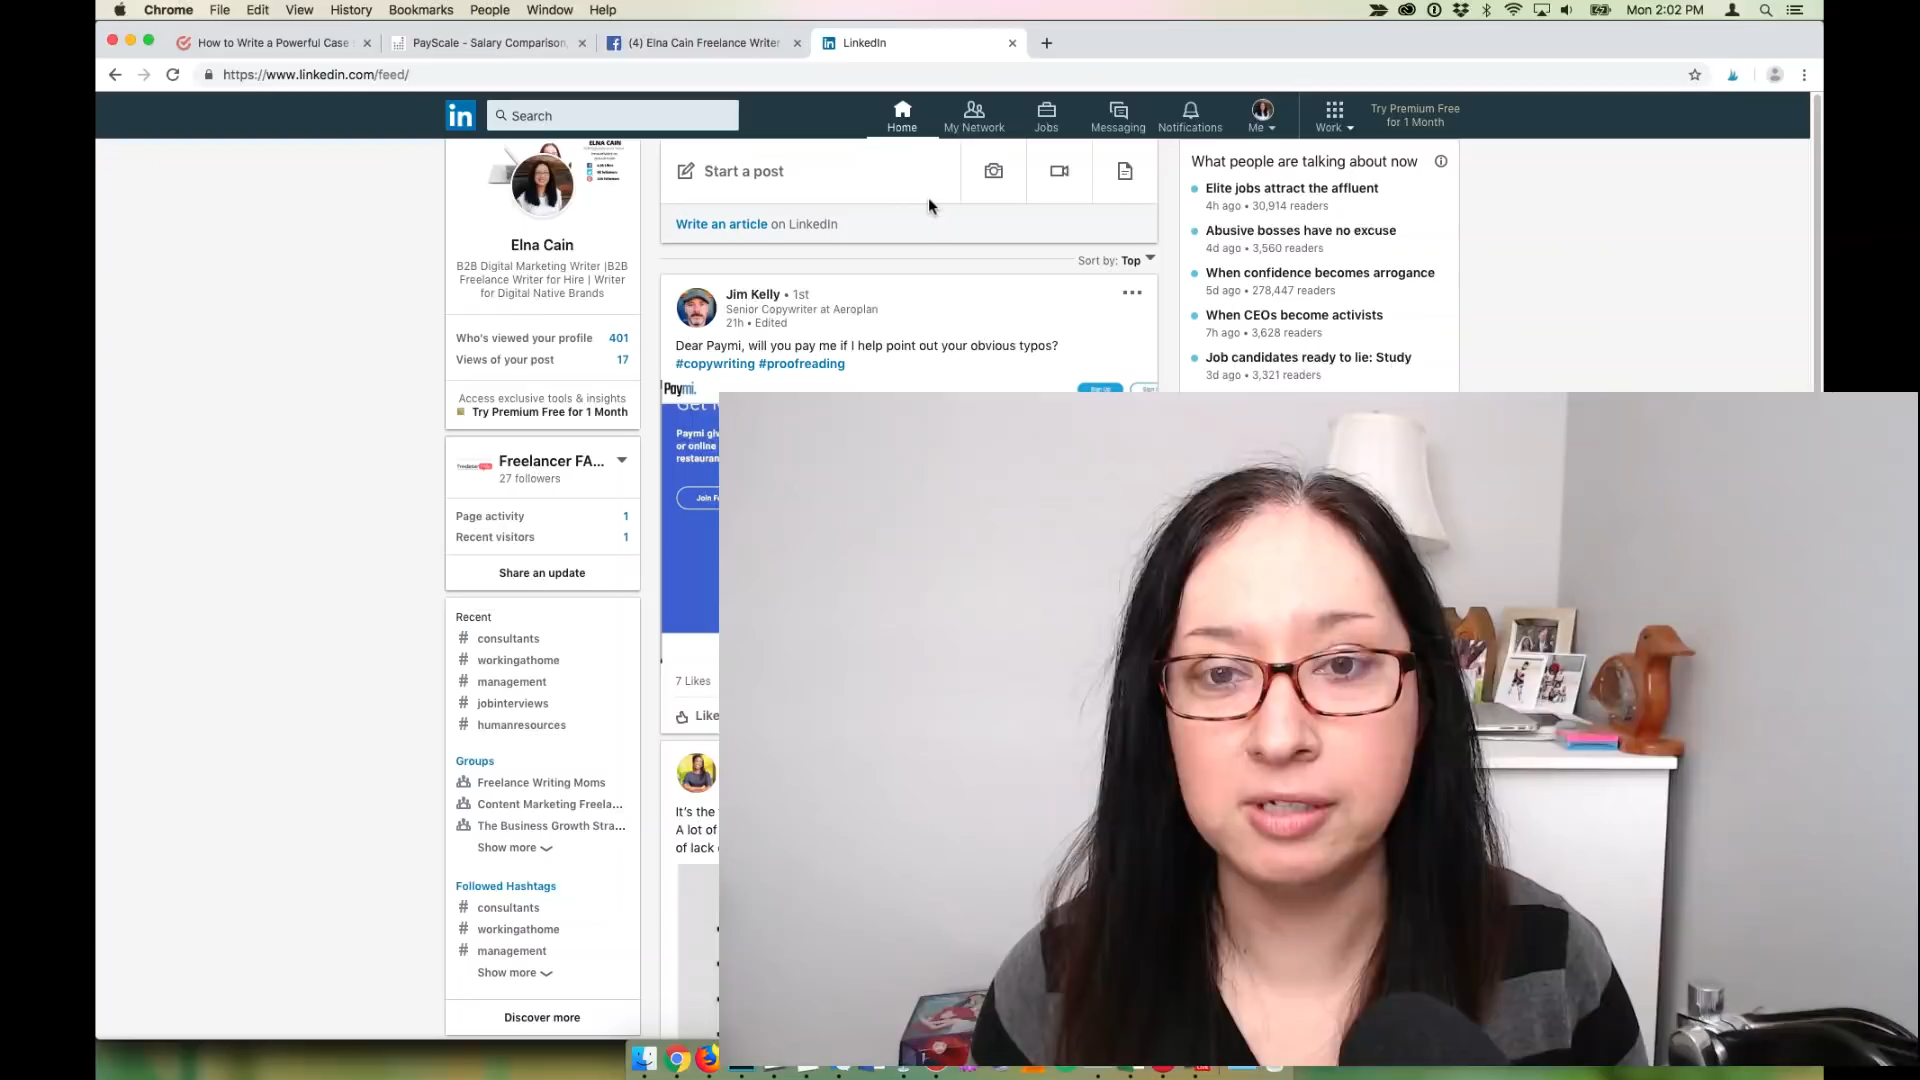 Chrome File Edit View History Bookmarks People Window Help
Mon 2:02 PM
How to Write a Powerful Case
PayScale - Salary Comparison,
(4) Elna Cain Freelance Writer
LinkedIn
https://www.linkedin.com/feed/
in
Search
Home
My Network
Jobs
Messaging
Notifications
Me
Work
Try Premium Free
for 1 Month
ELNA CAIN
Elna Cain
B2B Digital Marketing Writer |B2B
Freelance Writer for Hire | Writer
for Digital Native Brands
Who's viewed your profile 401
Views of your post 17
Access exclusive tools & insights
Try Premium Free for 1 Month
Freelancer FA...
27 followers
Page activity 1
Recent visitors 1
Share an update
Recent
# consultants
# workingathome
# management
# jobinterviews
# humanresources
Groups
Freelance Writing Moms
Content Marketing Freela...
The Business Growth Stra...
Show more
Followed Hashtags
# consultants
# workingathome
# management
Show more
Discover more
Start a post
Write an article on LinkedIn
Sort by: Top
Jim Kelly • 1st
Senior Copywriter at Aeroplan
21h • Edited
Dear Paymi, will you pay me if I help point out your obvious typos?
#copywriting #proofreading
Paymi.
Sign Up
Paymi giv
or online
restauran
Join F
7 Likes
Like
It's the
A lot of
of lack
What people are talking about now
Elite jobs attract the affluent
4h ago • 30,914 readers
Abusive bosses have no excuse
4d ago • 3,560 readers
When confidence becomes arrogance
5d ago • 278,447 readers
When CEOs become activists
7h ago • 3,628 readers
Job candidates ready to lie: Study
3d ago • 3,321 readers